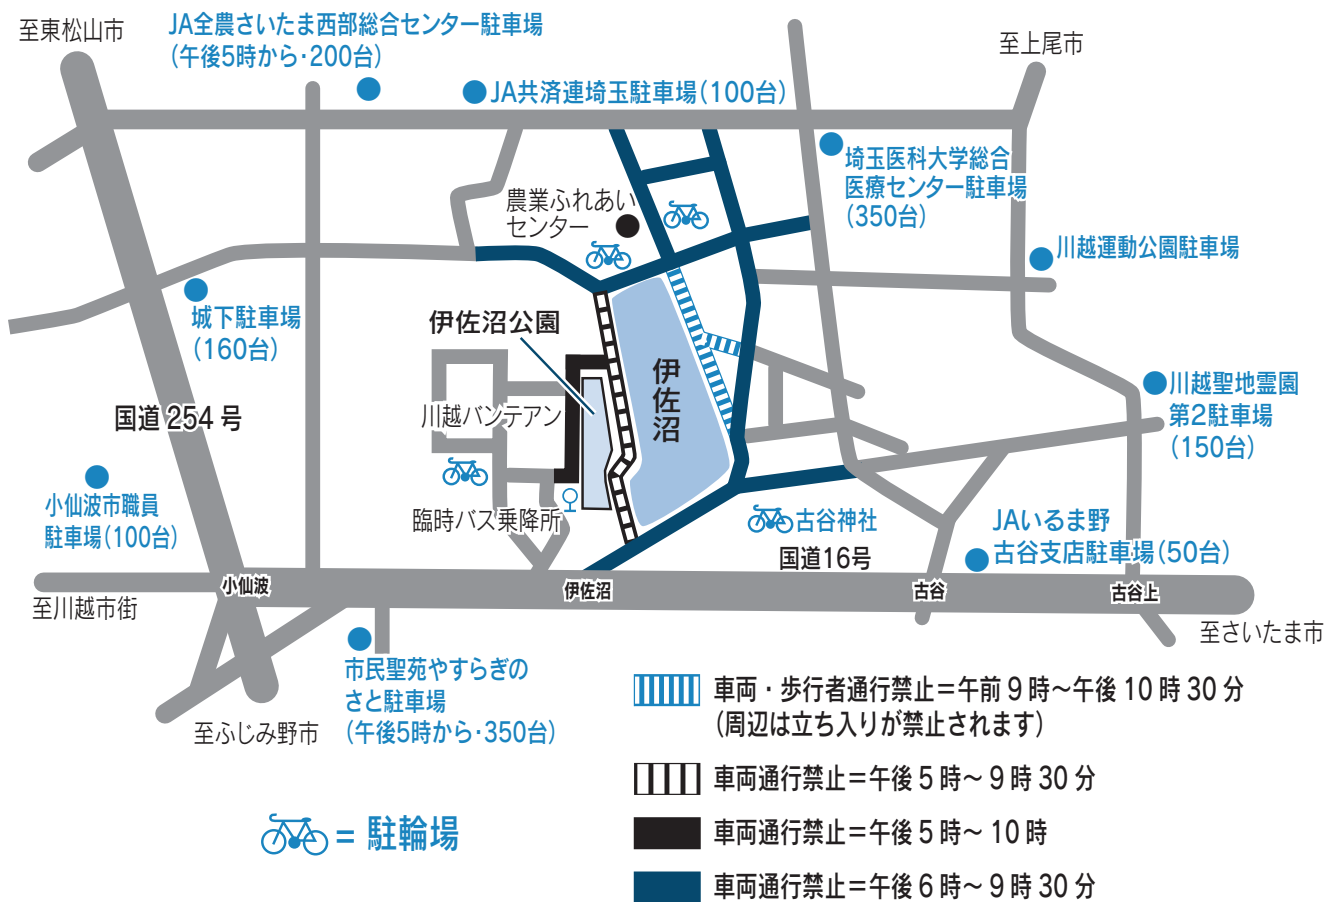 至東松山市
JA全農さいたま西部総合センター駐車場
(午後5時から・200台)
JA共済連埼玉駐車場(100台)
至上尾市
埼玉医科大学総合
医療センター駐車場
(350台)
農業ふれあい
センター
川越運動公園駐車場
城下駐車場
(160台)
伊佐沼公園
伊佐沼
川越聖地霊園
第2駐車場
(150台)
国道254号
川越バンテアン
小仙波市職員
駐車場(100台)
臨時バス乗降所
古谷神社
JAいるま野
古谷支店駐車場(50台)
国道16号
小仙波
伊佐沼
古谷
古谷上
至川越市街
至さいたま市
市民聖苑やすらぎの
さと駐車場
(午後5時から・350台)
至ふじみ野市
車両・歩行者通行禁止=午前9時〜午後10時30分
(周辺は立ち入りが禁止されます)
車両通行禁止=午後5時〜9時30分
車両通行禁止=午後5時〜10時
車両通行禁止=午後6時〜9時30分
=駐輪場